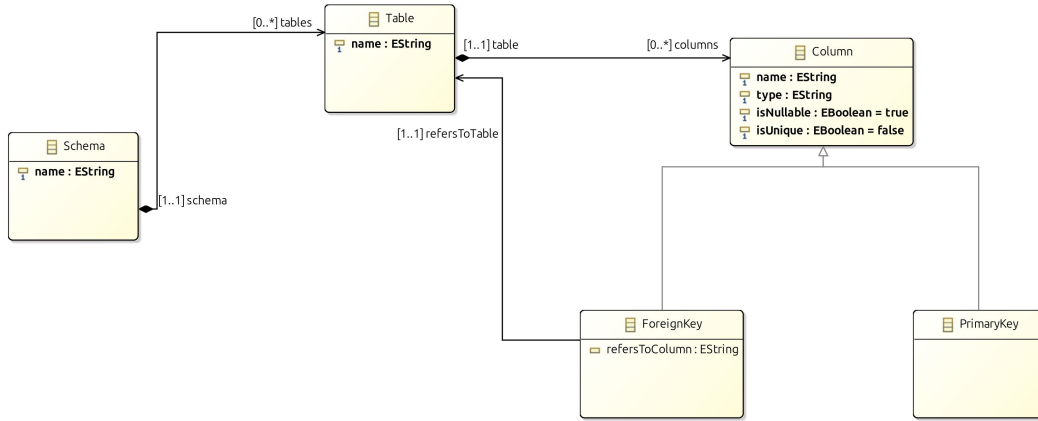 [0..*] tables
Table
name : EString
[1..1] table
[0..*] columns
Column
name : EString
type : EString
isNullable : EBoolean = true
isUnique : EBoolean = false
[1..1] refersToTable
Schema
name : EString
[1..1] schema
ForeignKey
refersToColumn : EString
PrimaryKey